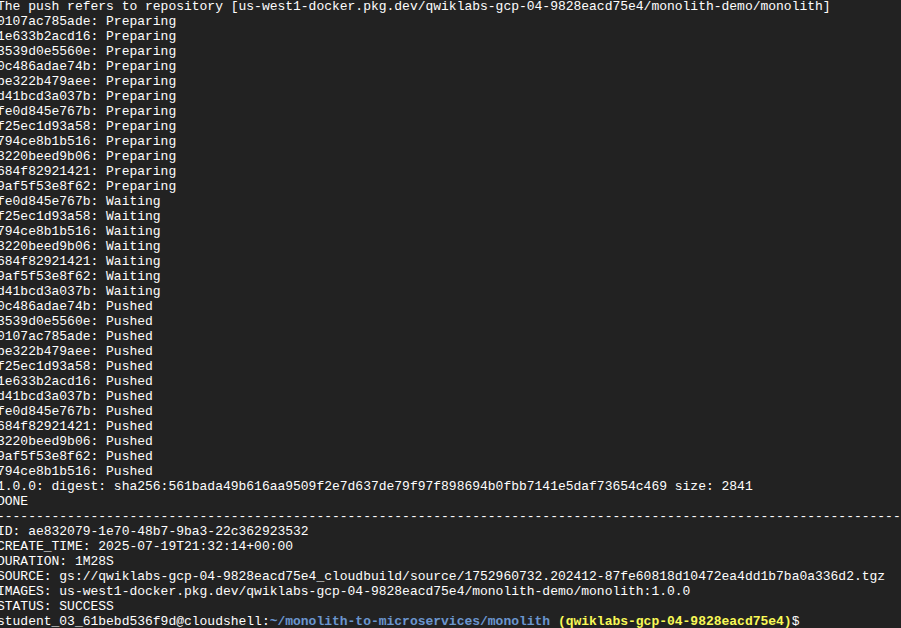 The push refers to repository [us-west1-docker.pkg.dev/qwiklabs-gcp-04-9828eacd75e4/monolith-demo/monolith]
0107ac785ade: Preparing
1e633b2acd16: Preparing
3539d0e5560e: Preparing
0c486adae74b: Preparing
be322b479aee: Preparing
d41bcd3a037b: Preparing
fe0d845e767b: Preparing
f25ec1d93a58: Preparing
794ce8b1b516: Preparing
3220beed9b06: Preparing
684f82921421: Preparing
9af5f53e8f62: Preparing
fe0d845e767b: Waiting
f25ec1d93a58: Waiting
794ce8b1b516: Waiting
3220beed9b06: Waiting
684f82921421: Waiting
9af5f53e8f62: Waiting
d41bcd3a037b: Waiting
0c486adae74b: Pushed
3539d0e5560e: Pushed
0107ac785ade: Pushed
be322b479aee: Pushed
f25ec1d93a58: Pushed
1e633b2acd16: Pushed
d41bcd3a037b: Pushed
fe0d845e767b: Pushed
684f82921421: Pushed
3220beed9b06: Pushed
9af5f53e8f62: Pushed
794ce8b1b516: Pushed
1.0.0: digest: sha256:561bada49b616aa9509f2e7d637de79f97f898694b0fbb7141e5daf73654c469 size: 2841
DONE
--------------------------------------------------------------------------------------------------------------------
ID: ae832079-1e70-48b7-9ba3-22c362923532
CREATE_TIME: 2025-07-19T21:32:14+00:00
DURATION: 1M28S
SOURCE: gs://qwiklabs-gcp-04-9828eacd75e4_cloudbuild/source/1752960732.202412-87fe60818d10472ea4dd1b7ba0a336d2.tgz
IMAGES: us-west1-docker.pkg.dev/qwiklabs-gcp-04-9828eacd75e4/monolith-demo/monolith:1.0.0
STATUS: SUCCESS
student_03_61bebd536f9d@cloudshell:~/monolith-to-microservices/monolith (qwiklabs-gcp-04-9828eacd75e4)$